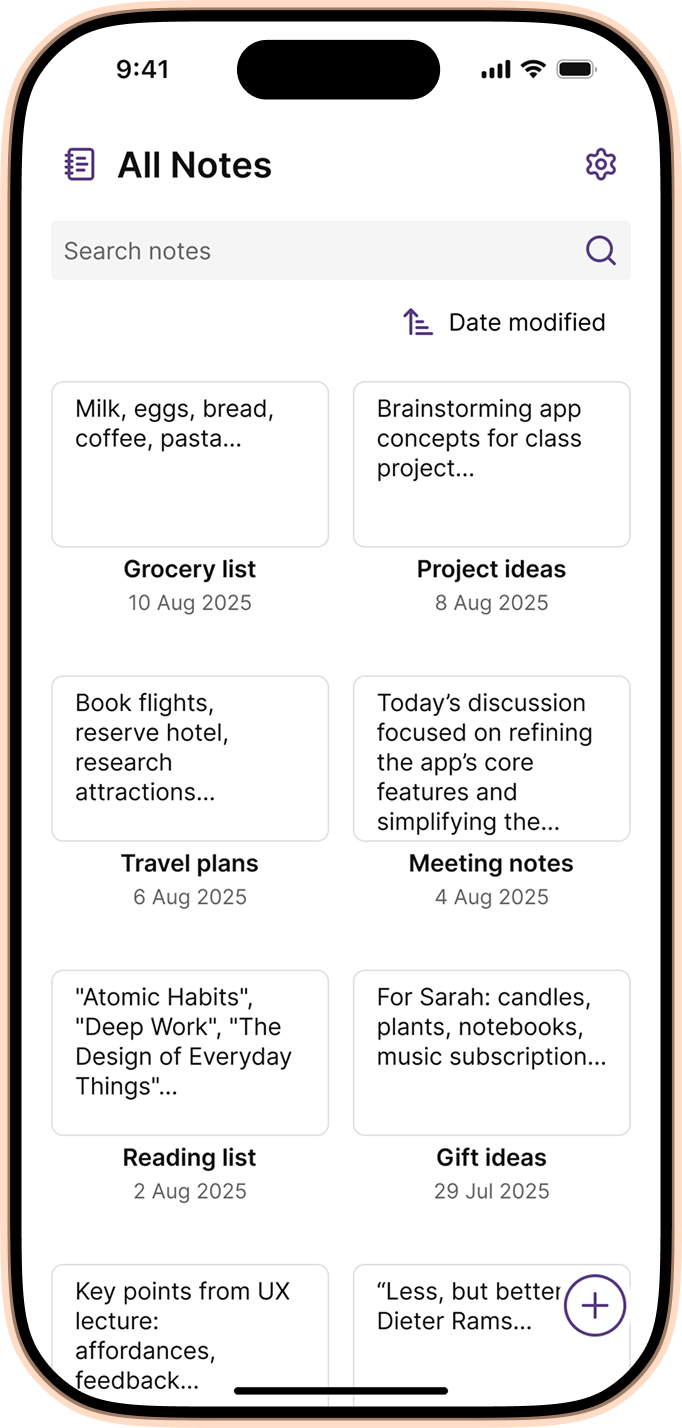 9:41
All Notes
Search notes
Date modified
Milk, eggs, bread,
coffee, pasta...
Grocery list
10 Aug 2025
Brainstorming app
concepts for class
project...
Project ideas
8 Aug 2025
Book flights,
reserve hotel,
research
attractions...
Travel plans
6 Aug 2025
Today’s discussion
focused on refining
the app’s core
features and
simplifying the...
Meeting notes
4 Aug 2025
"Atomic Habits",
"Deep Work", "The
Design of Everyday
Things"...
Reading list
2 Aug 2025
For Sarah: candles,
plants, notebooks,
music subscription...
Gift ideas
29 Jul 2025
Key points from UX
lecture:
affordances,
feedback...
“Less, but better
Dieter Rams...